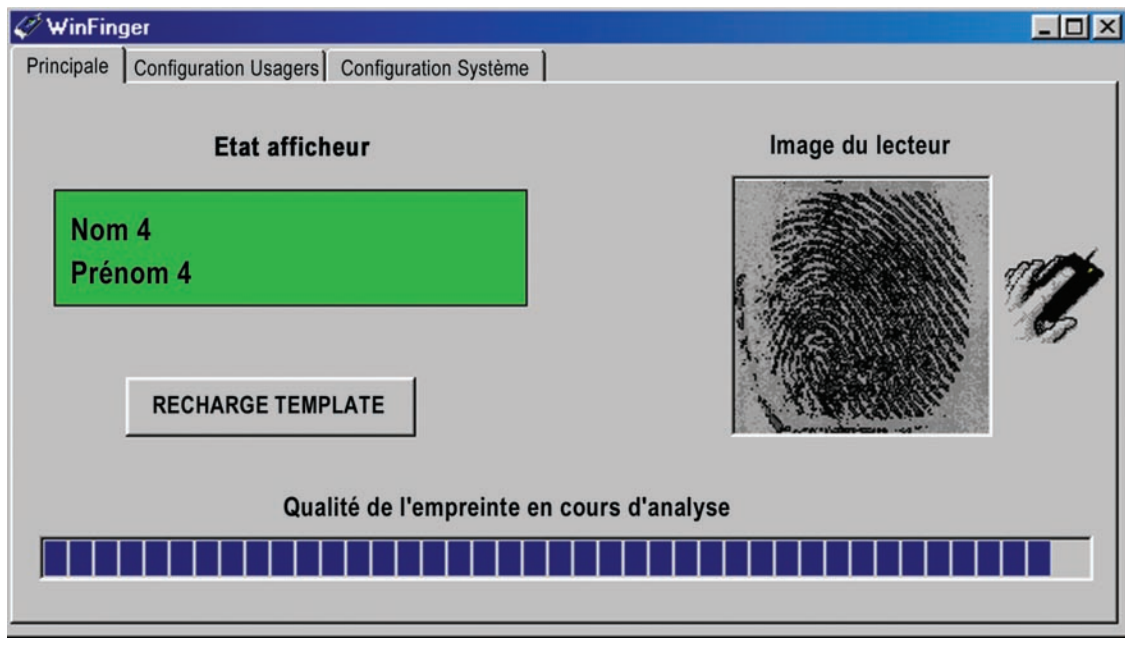 WinFinger
Principale Configuration Usagers Configuration Système
Etat afficheur
Image du lecteur
Nom 4
Prénom 4
RECHARGE TEMPLATE
Qualité de l'empreinte en cours d'analyse